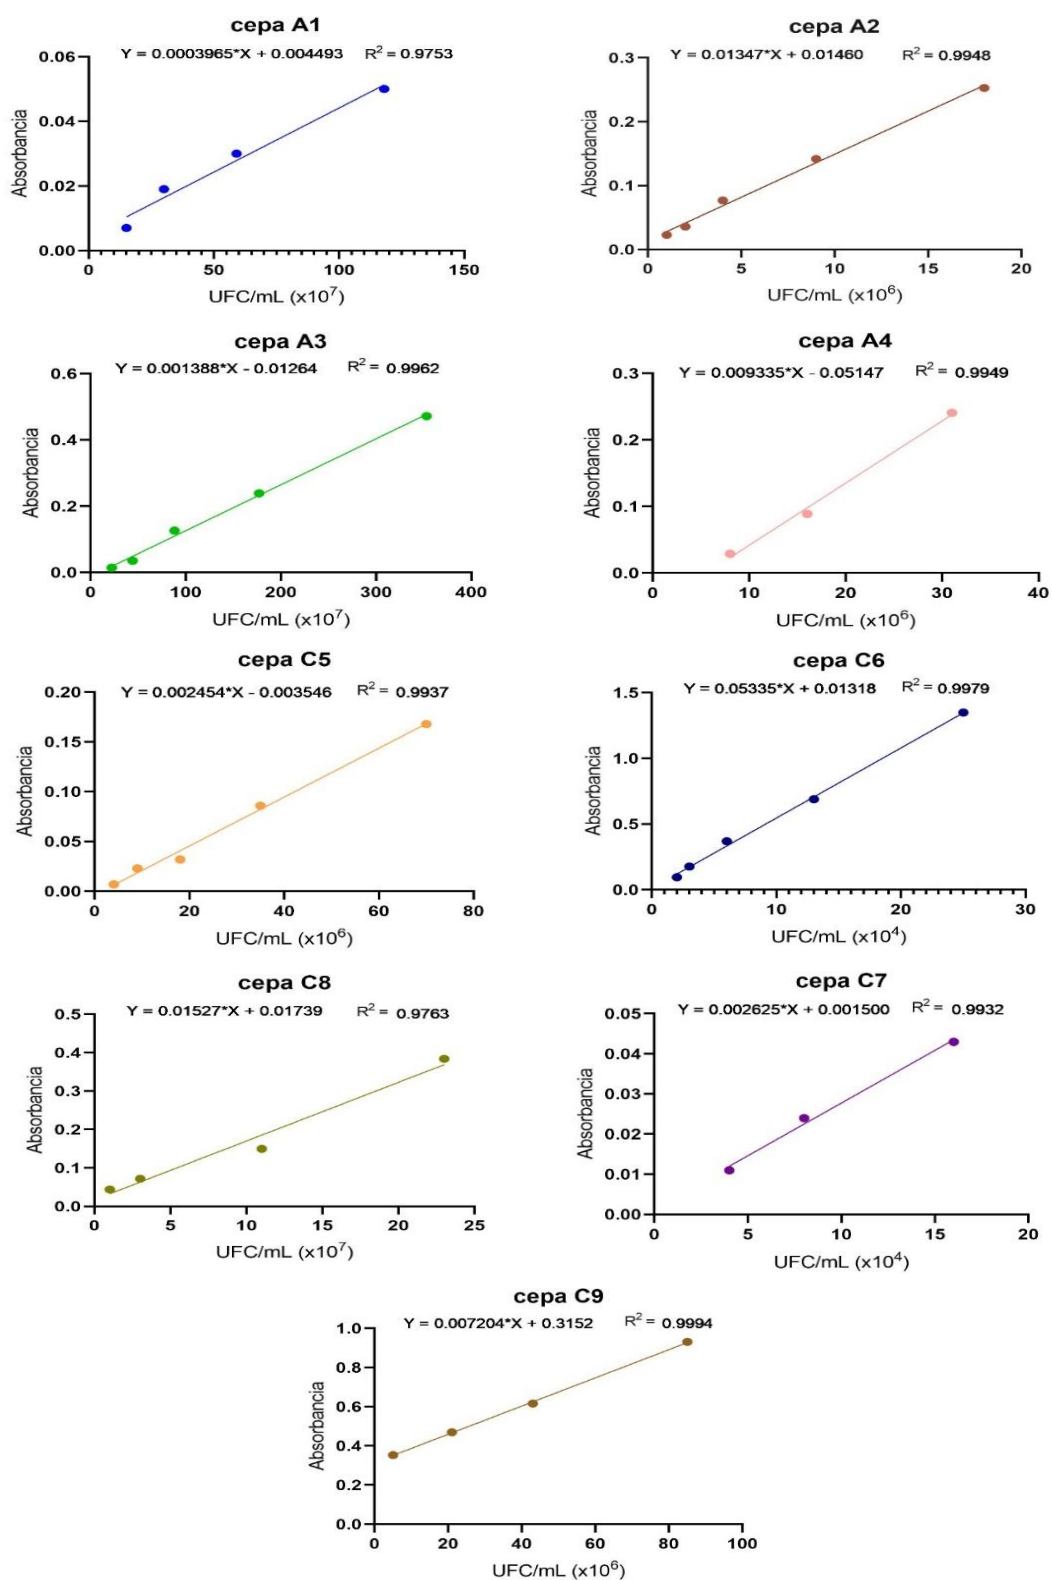 cepa A1
Y = 0.0003965*X + 0.004493 R² = 0.9753
0.06
0.04
0.02
0.00
Absorbancia
0 50 100 150
UFC/mL (x10⁷)
cepa A2
Y = 0.01347*X + 0.01460 R² = 0.9948
0.3
0.2
0.1
0.0
Absorbancia
0 5 10 15 20
UFC/mL (x10⁶)
cepa A3
Y = 0.001388*X - 0.01264 R² = 0.9962
0.6
0.4
0.2
0.0
Absorbancia
0 100 200 300 400
UFC/mL (x10⁷)
cepa A4
Y = 0.009335*X - 0.05147 R² = 0.9949
0.3
0.2
0.1
0.0
Absorbancia
0 10 20 30 40
UFC/mL (x10⁶)
cepa C5
Y = 0.002454*X - 0.003546 R² = 0.9937
0.20
0.15
0.10
0.05
0.00
Absorbancia
0 20 40 60 80
UFC/mL (x10⁶)
cepa C6
Y = 0.05335*X + 0.01318 R² = 0.9979
1.5
1.0
0.5
0.0
Absorbancia
0 10 20 30
UFC/mL (x10⁴)
cepa C8
Y = 0.01527*X + 0.01739 R² = 0.9763
0.5
0.4
0.3
0.2
0.1
0.0
Absorbancia
0 5 10 15 20 25
UFC/mL (x10⁷)
cepa C7
Y = 0.002625*X + 0.001500 R² = 0.9932
0.05
0.04
0.03
0.02
0.01
0.00
Absorbancia
0 5 10 15 20
UFC/mL (x10⁴)
cepa C9
Y = 0.007204*X + 0.3152 R² = 0.9994
1.0
0.8
0.6
0.4
0.2
0.0
Absorbancia
0 20 40 60 80 100
UFC/mL (x10⁶)